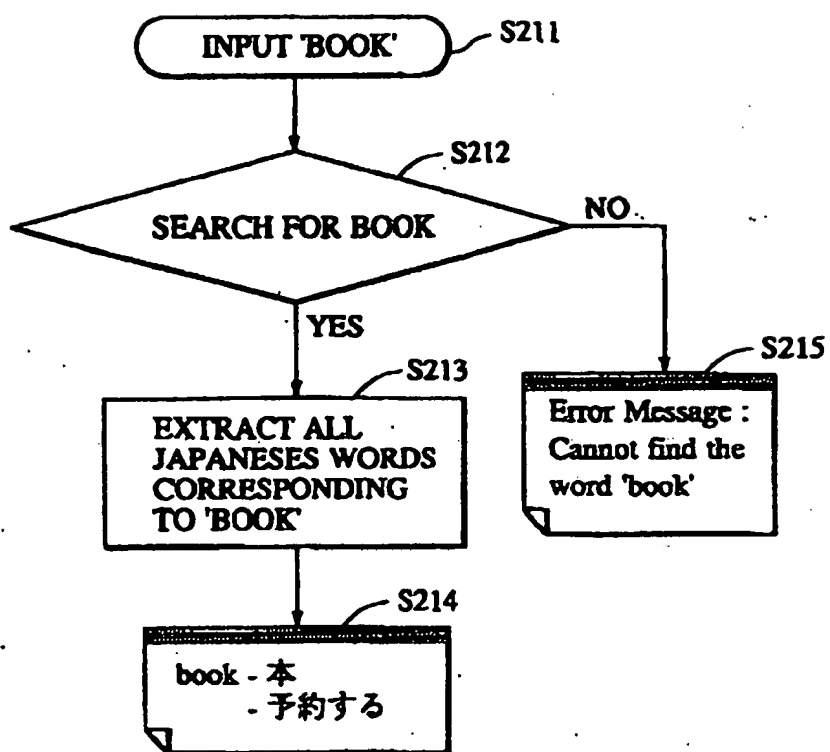 INPUT 'BOOK'
S211
S212
SEARCH FOR BOOK
NO
YES
S213
S215
EXTRACT ALL
JAPANESES WORDS
CORRESPONDING
TO 'BOOK'
Error Message :
Cannot find the
word 'book'
S214
book - 本
- 予約する